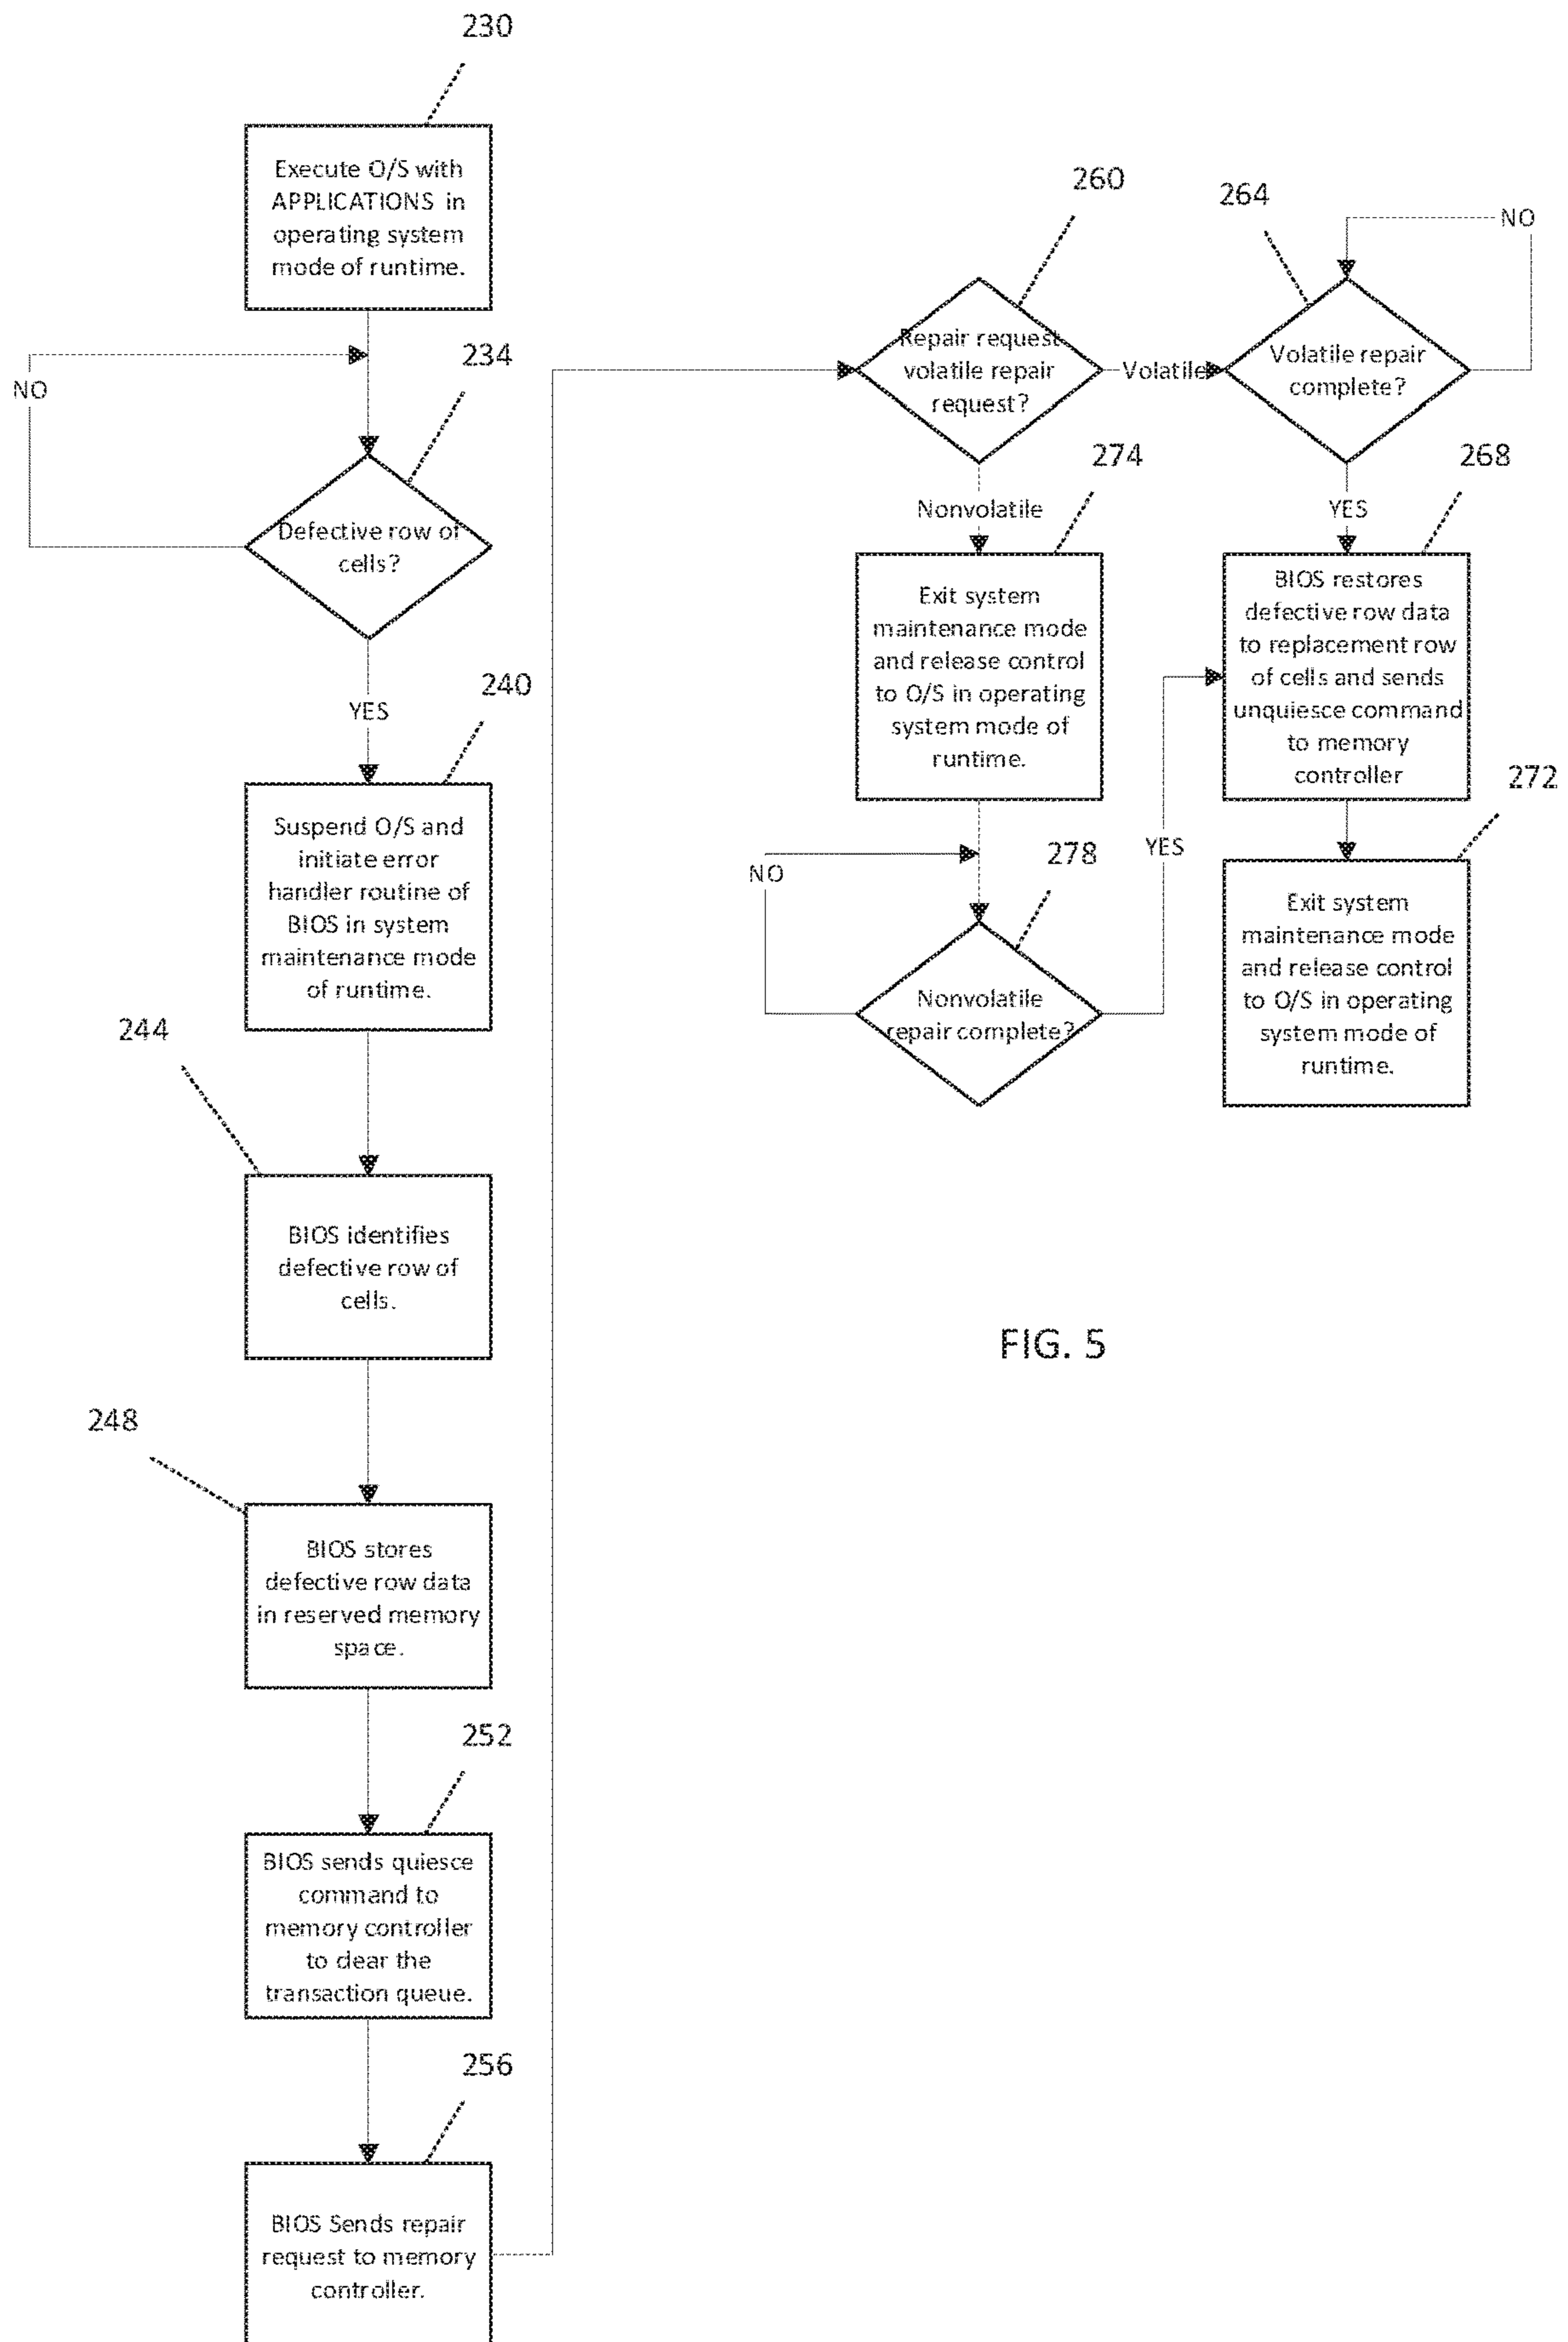 230
Execute O/S with
APPLICATIONS in
operating system
mode of runtime.
234
NO
Defective row of
cells?
YES
240
Suspend O/S and
initiate error
handler routine of
BIOS in system
maintenance mode
of runtime.
244
BIOS identifies
defective row of
cells.
248
BIOS stores
defective row data
in reserved memory
space.
252
BIOS sends quiesce
command to
memory controller
to clear the
transaction queue.
256
BIOS Sends repair
request to memory
controller.
260
Repair request
volatile repair
request?
Volatile
264
NO
Volatile repair
complete?
Nonvolatile
274
Exit system
maintenance mode
and release control
to O/S in operating
system mode of
runtime.
278
NO
Nonvolatile
repair complete?
YES
YES
268
BIOS restores
defective row data
to replacement row
of cells and sends
unquiesce command
to memory
controller
272
Exit system
maintenance mode
and release control
to O/S in operating
system mode of
runtime.
FIG. 5